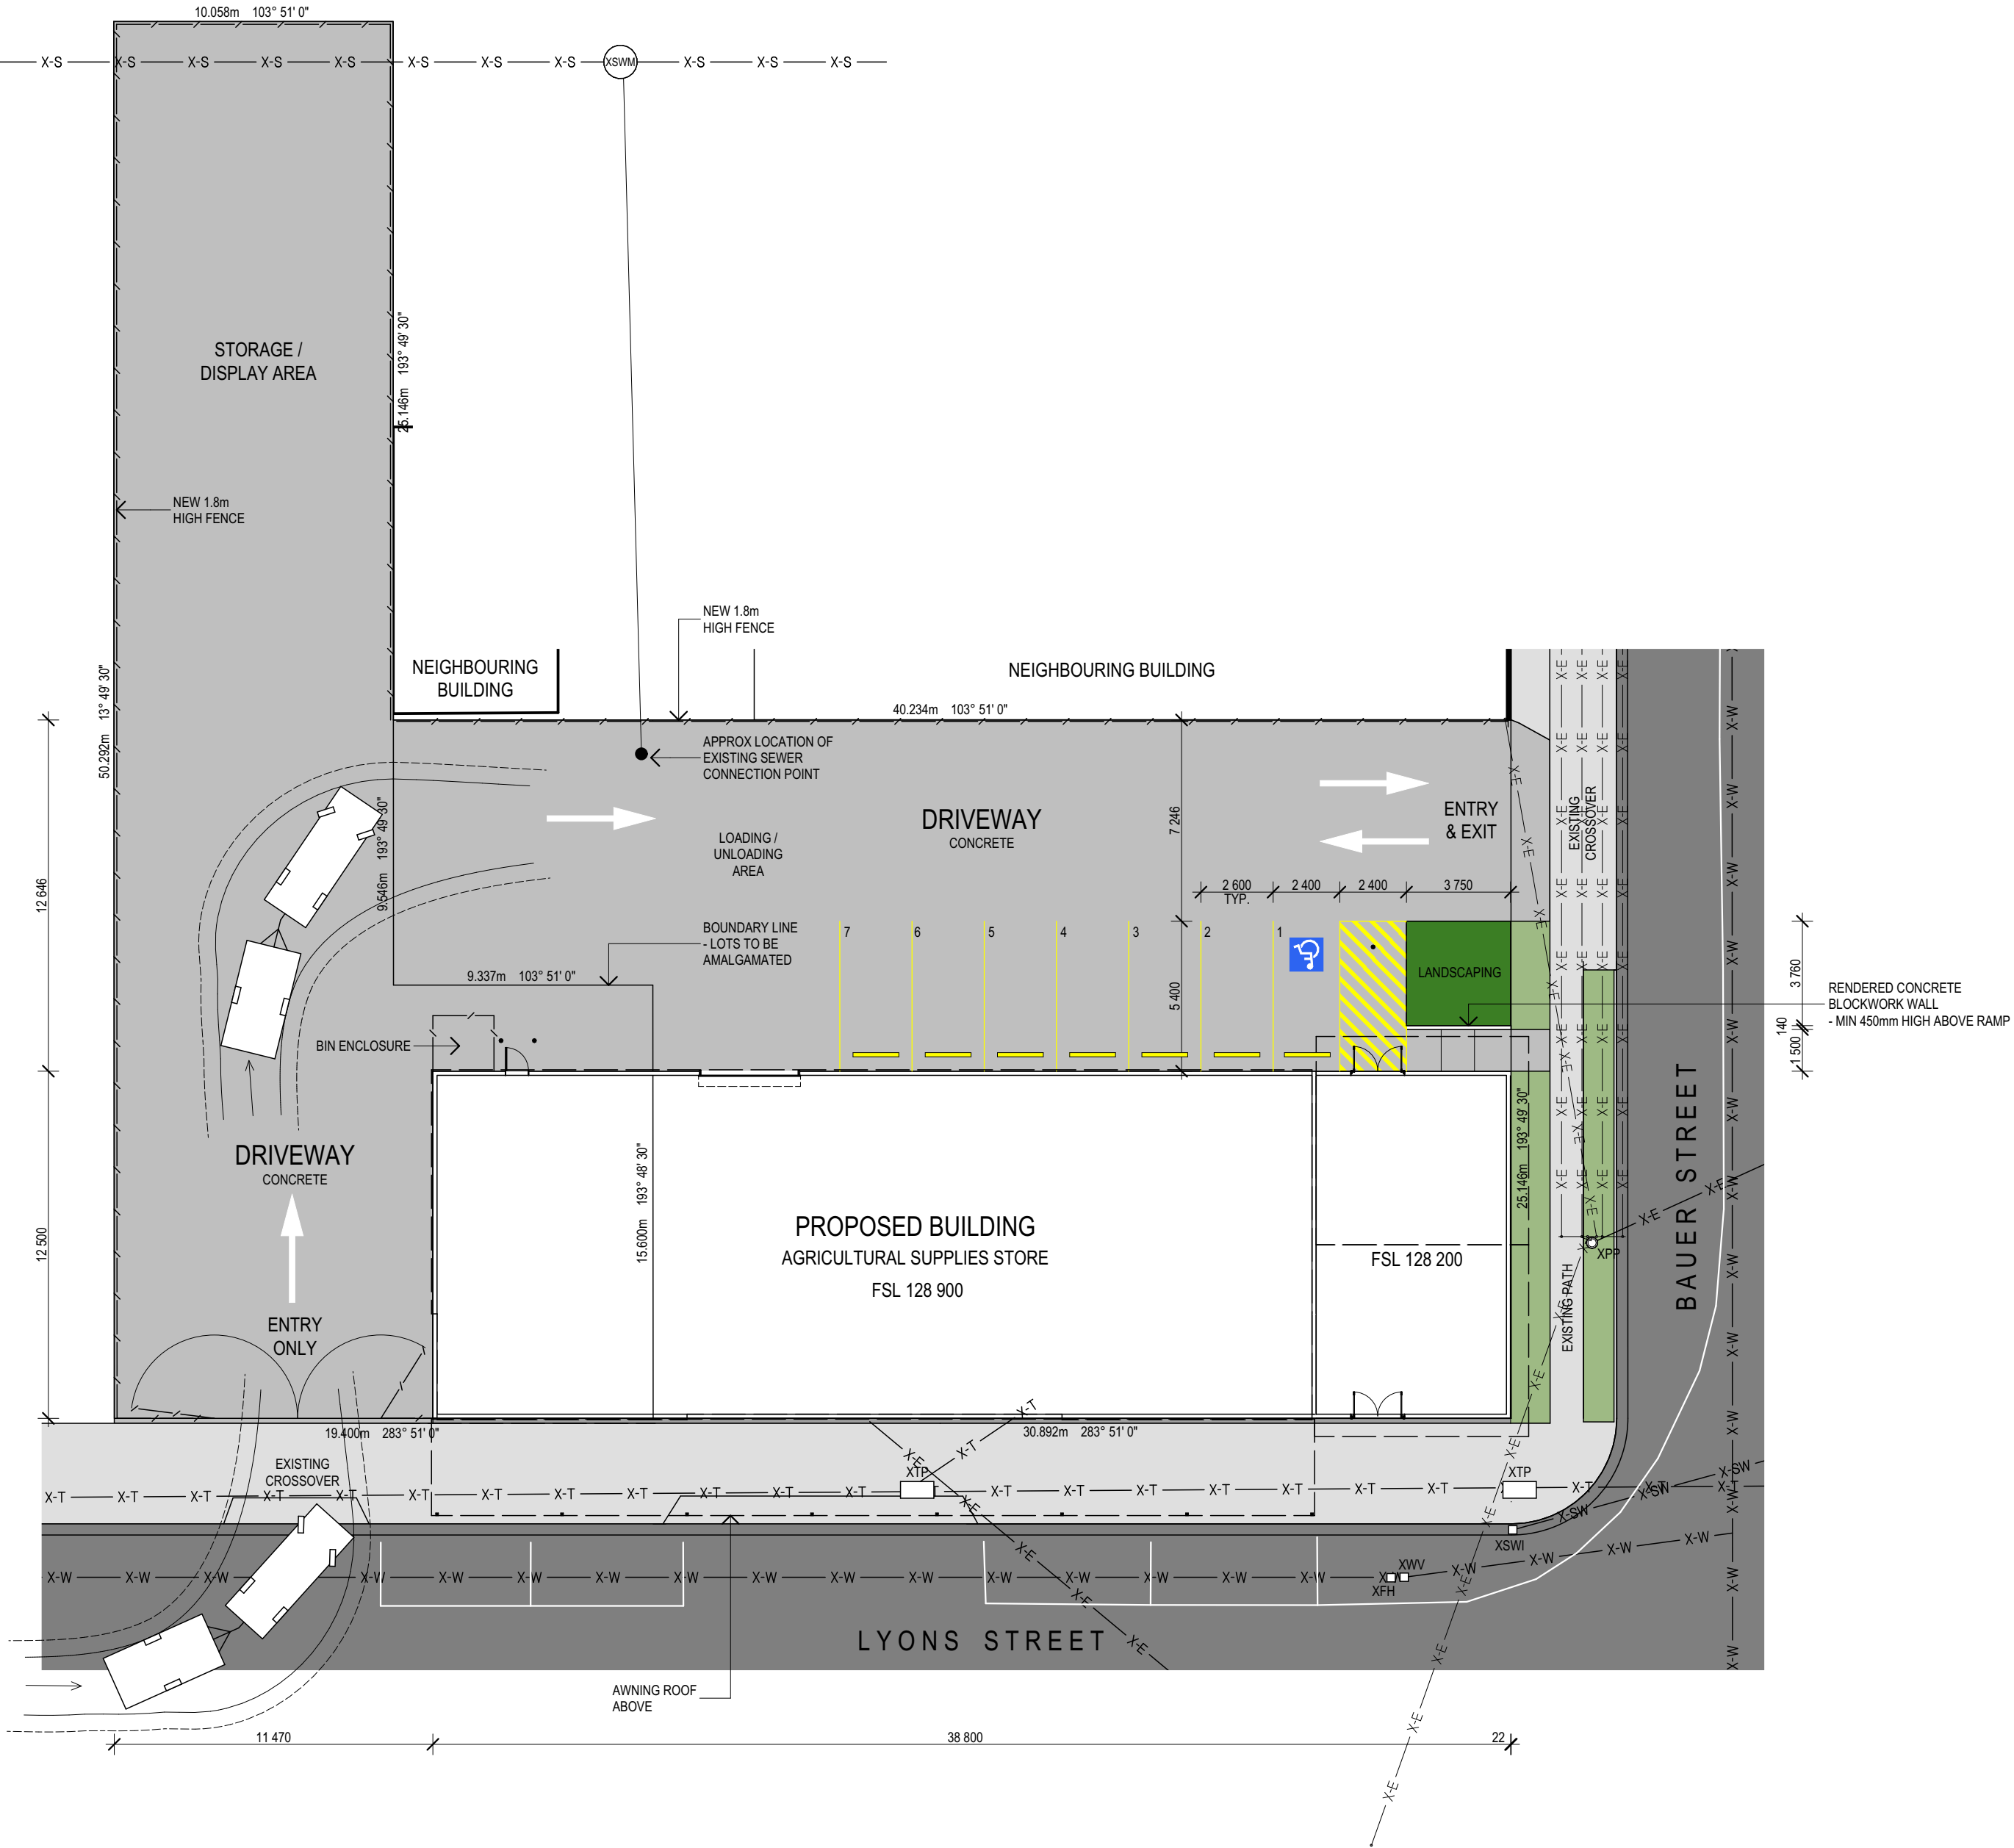 10.058m 103° 51' 0"
X-S X-S X-S X-S X-S X-S X-S X-S XSWM X-S X-S X-S
STORAGE /
DISPLAY AREA
25.146m 193° 49' 30"
NEW 1.8m
HIGH FENCE
NEW 1.8m
HIGH FENCE
NEIGHBOURING
BUILDING
NEIGHBOURING BUILDING
50.292m 13° 49' 30"
40.234m 103° 51' 0"
APPROX LOCATION OF
EXISTING SEWER
CONNECTION POINT
DRIVEWAY
CONCRETE
LOADING /
UNLOADING
AREA
ENTRY
& EXIT
EXISTING
CROSSOVER
7 246
12 646
9.546m 193° 49' 30"
2 600
TYP.
2 400
2 400
3 750
BOUNDARY LINE
- LOTS TO BE
AMALGAMATED
7 6 5 4 3 2 1
9.337m 103° 51' 0"
5 400
LANDSCAPING
3 760
140
1 500
RENDERED CONCRETE
BLOCKWORK WALL
- MIN 450mm HIGH ABOVE RAMP
BIN ENCLOSURE
DRIVEWAY
CONCRETE
12 500
15.600m 193° 48' 30"
PROPOSED BUILDING
AGRICULTURAL SUPPLIES STORE
FSL 128 900
FSL 128 200
25.146m 193° 49' 30"
BAUER STREET
XPP
EXISTING PATH
ENTRY
ONLY
19.400m 283° 51' 0"
30.892m 283° 51' 0"
EXISTING
CROSSOVER
XTP
XTP
X-T X-T X-T X-T X-T X-T X-T X-T X-T X-T X-T X-T X-T X-T X-T X-T X-T X-T X-T X-T X-T
X-SW X-SW X-SW
XSWI
XWV
XFH
X-W X-W X-W X-W X-W X-W X-W X-W X-W X-W X-W X-W X-W X-W X-W X-W X-W X-W X-W X-W X-W
X-E X-E X-E X-E
LYONS STREET
AWNING ROOF
ABOVE
11 470
38 800
22